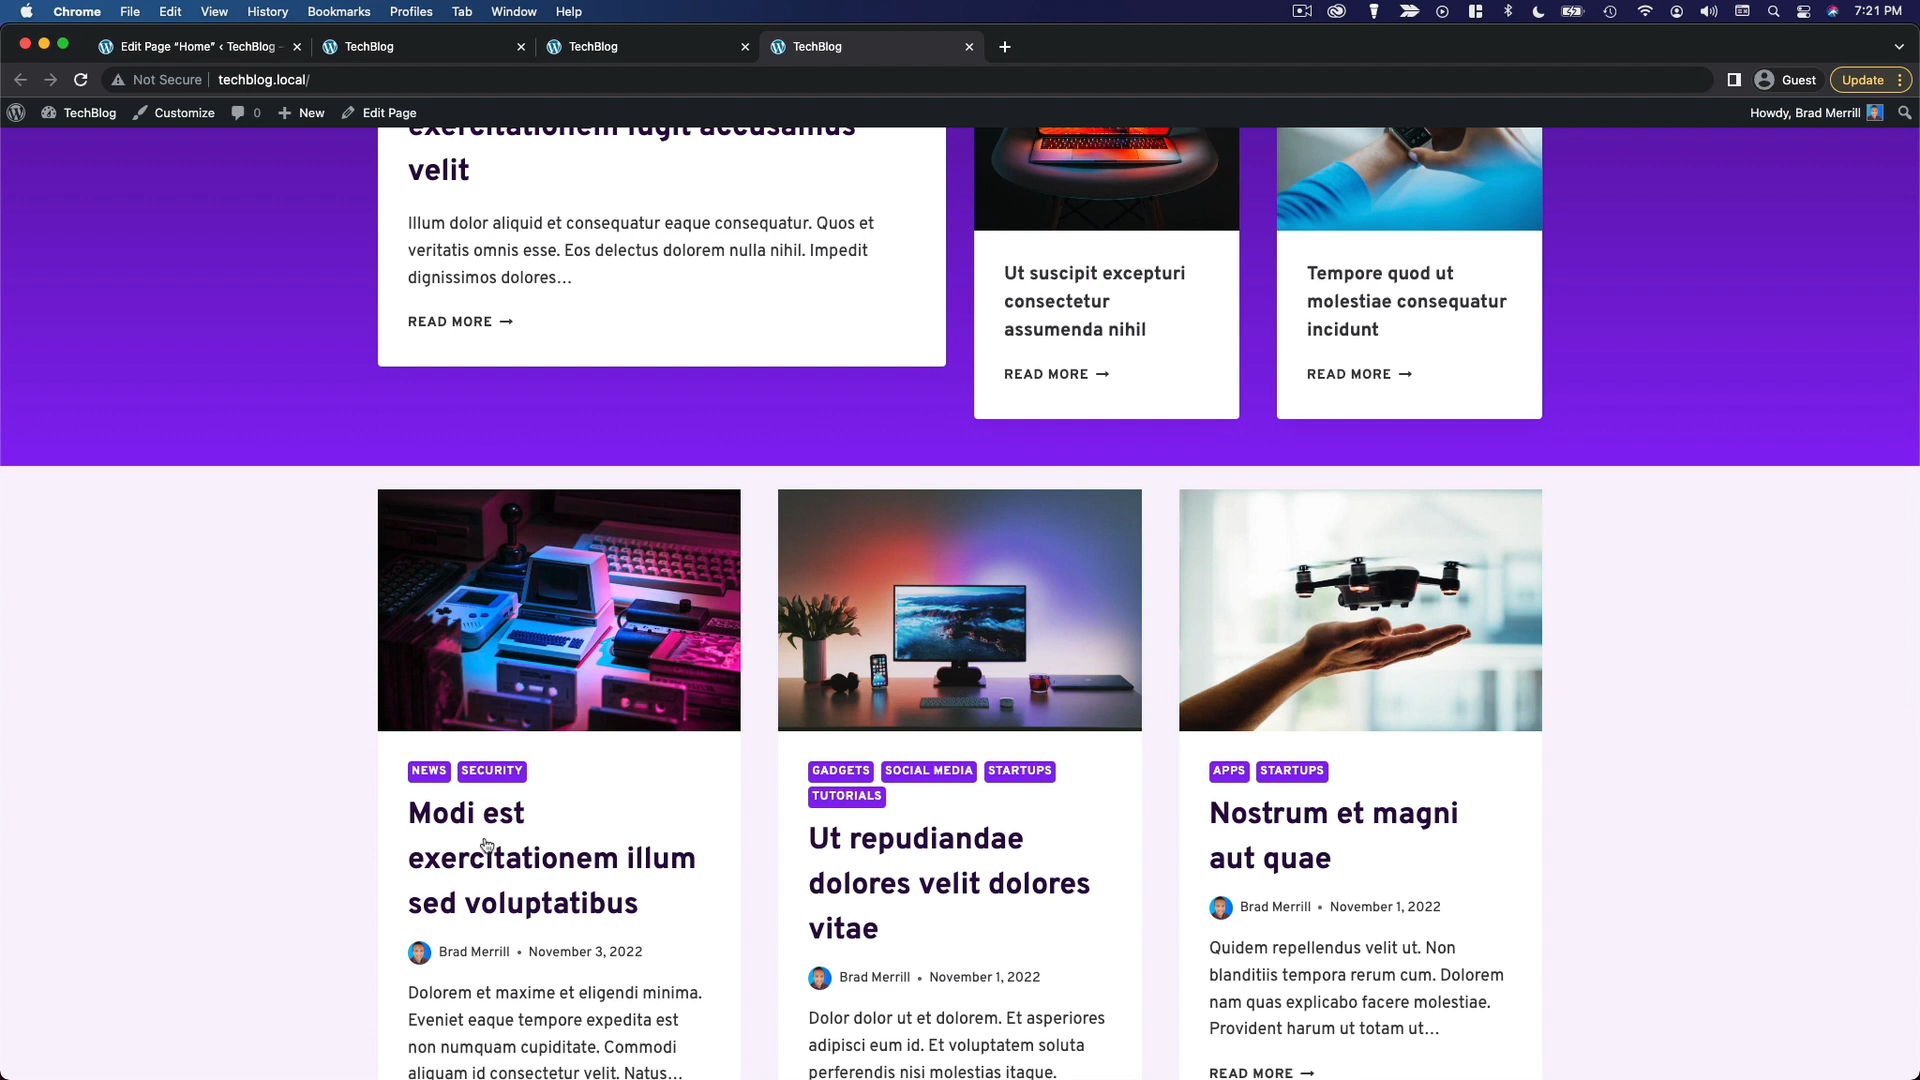 Chrome File Edit View History Bookmarks Profiles Tab Window Help 7:21 PM
Edit Page “Home” ‹ TechBlog - TechBlog TechBlog TechBlog
Not Secure techblog.local/ Guest Update
TechBlog Customize 0 New Edit Page Howdy, Brad Merrill
exercitationem fugit accusamus
velit
Illum dolor aliquid et consequatur eaque consequatur. Quos et
veritatis omnis esse. Eos delectus dolorem nulla nihil. Impedit
dignissimos dolores...
READ MORE →
Ut suscipit excepturi
consectetur
assumenda nihil
READ MORE →
Tempore quod ut
molestiae consequatur
incidunt
READ MORE →
NEWS SECURITY
Modi est
exercitationem illum
sed voluptatibus
Brad Merrill • November 3, 2022
Dolorem et maxime et eligendi minima.
Eveniet eaque tempore expedita est
non numquam cupiditate. Commodi
aliquam id consectetur velit. Natus...
GADGETS SOCIAL MEDIA STARTUPS
TUTORIALS
Ut repudiandae
dolores velit dolores
vitae
Brad Merrill • November 1, 2022
Dolor dolor ut et dolorem. Et asperiores
adipisci eum id. Et voluptatem soluta
perferendis nisi molestias itaque.
APPS STARTUPS
Nostrum et magni
aut quae
Brad Merrill • November 1, 2022
Quidem repellendus velit ut. Non
blanditiis tempora rerum cum. Dolorem
nam quas explicabo facere molestiae.
Provident harum ut totam ut...
READ MORE →